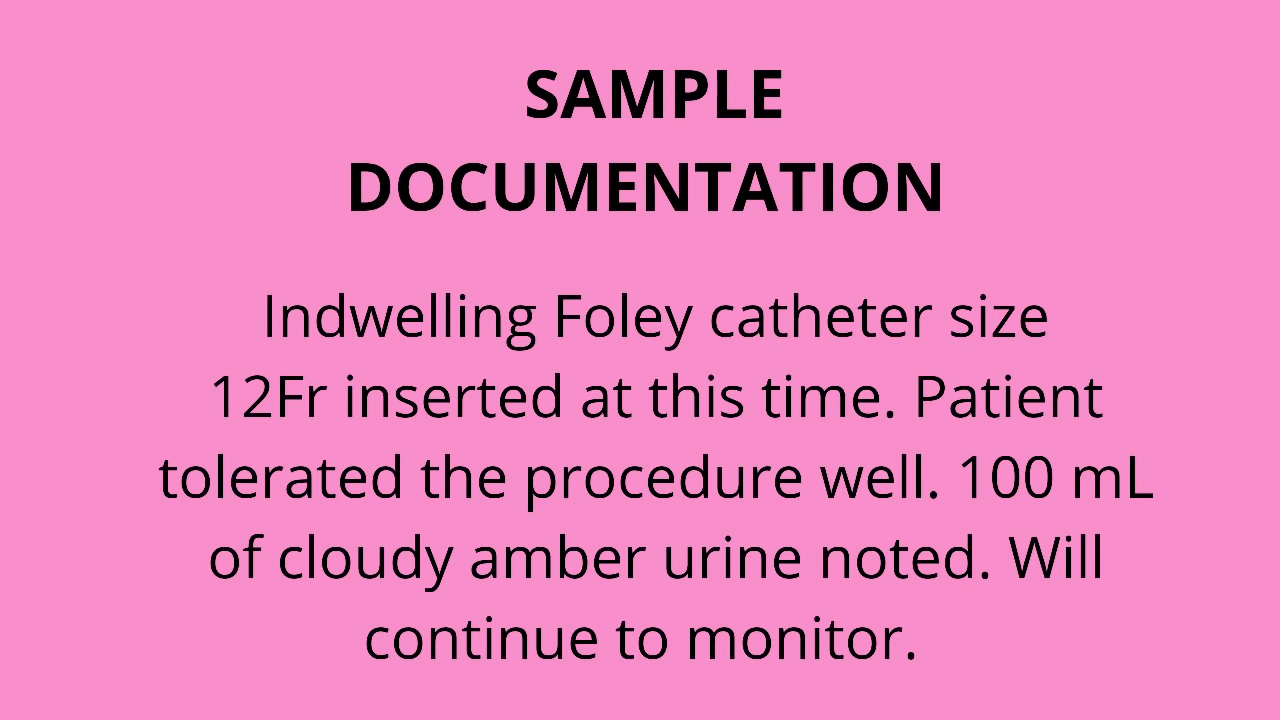 SAMPLE
DOCUMENTATION
Indwelling Foley catheter size
12Fr inserted at this time. Patient
tolerated the procedure well. 100 mL
of cloudy amber urine noted. Will
continue to monitor.